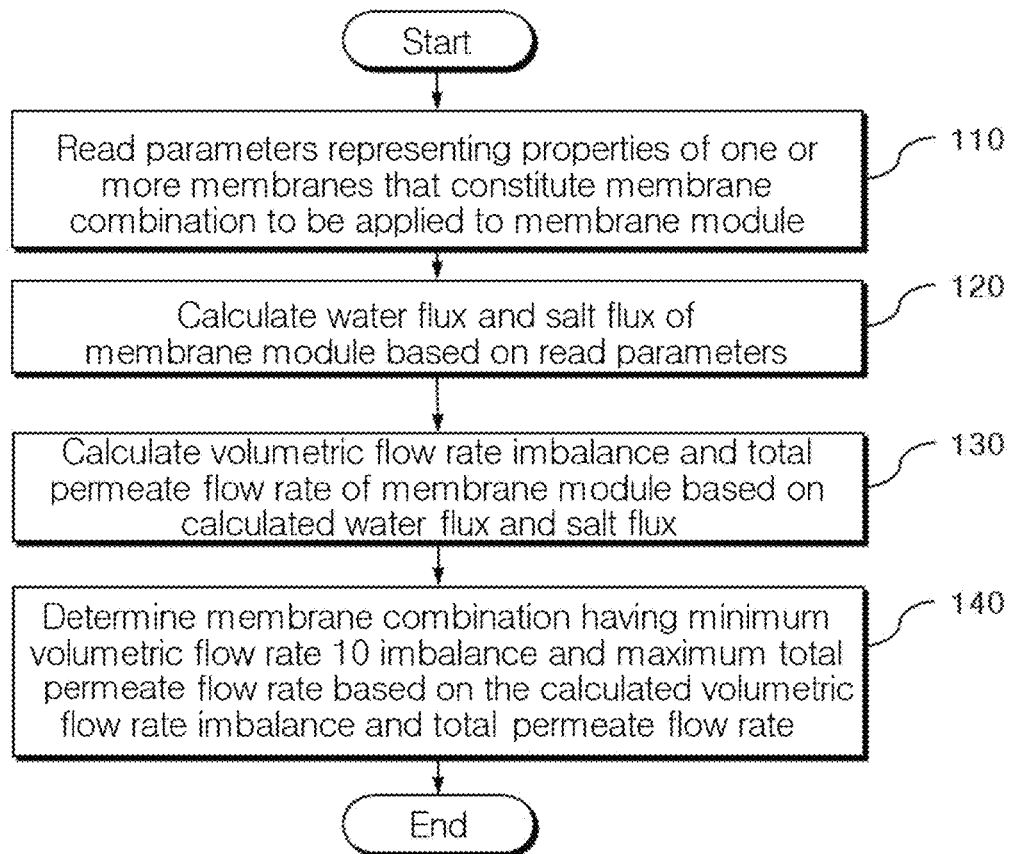 Start
Read parameters representing properties of one or
more membranes that constitute membrane
combination to be applied to membrane module
110
Calculate water flux and salt flux of
membrane module based on read parameters
120
Calculate volumetric flow rate imbalance and total
permeate flow rate of membrane module based on
calculated water flux and salt flux
130
Determine membrane combination having minimum
volumetric flow rate 10 imbalance and maximum total
permeate flow rate based on the calculated volumetric
flow rate imbalance and total permeate flow rate
140
End